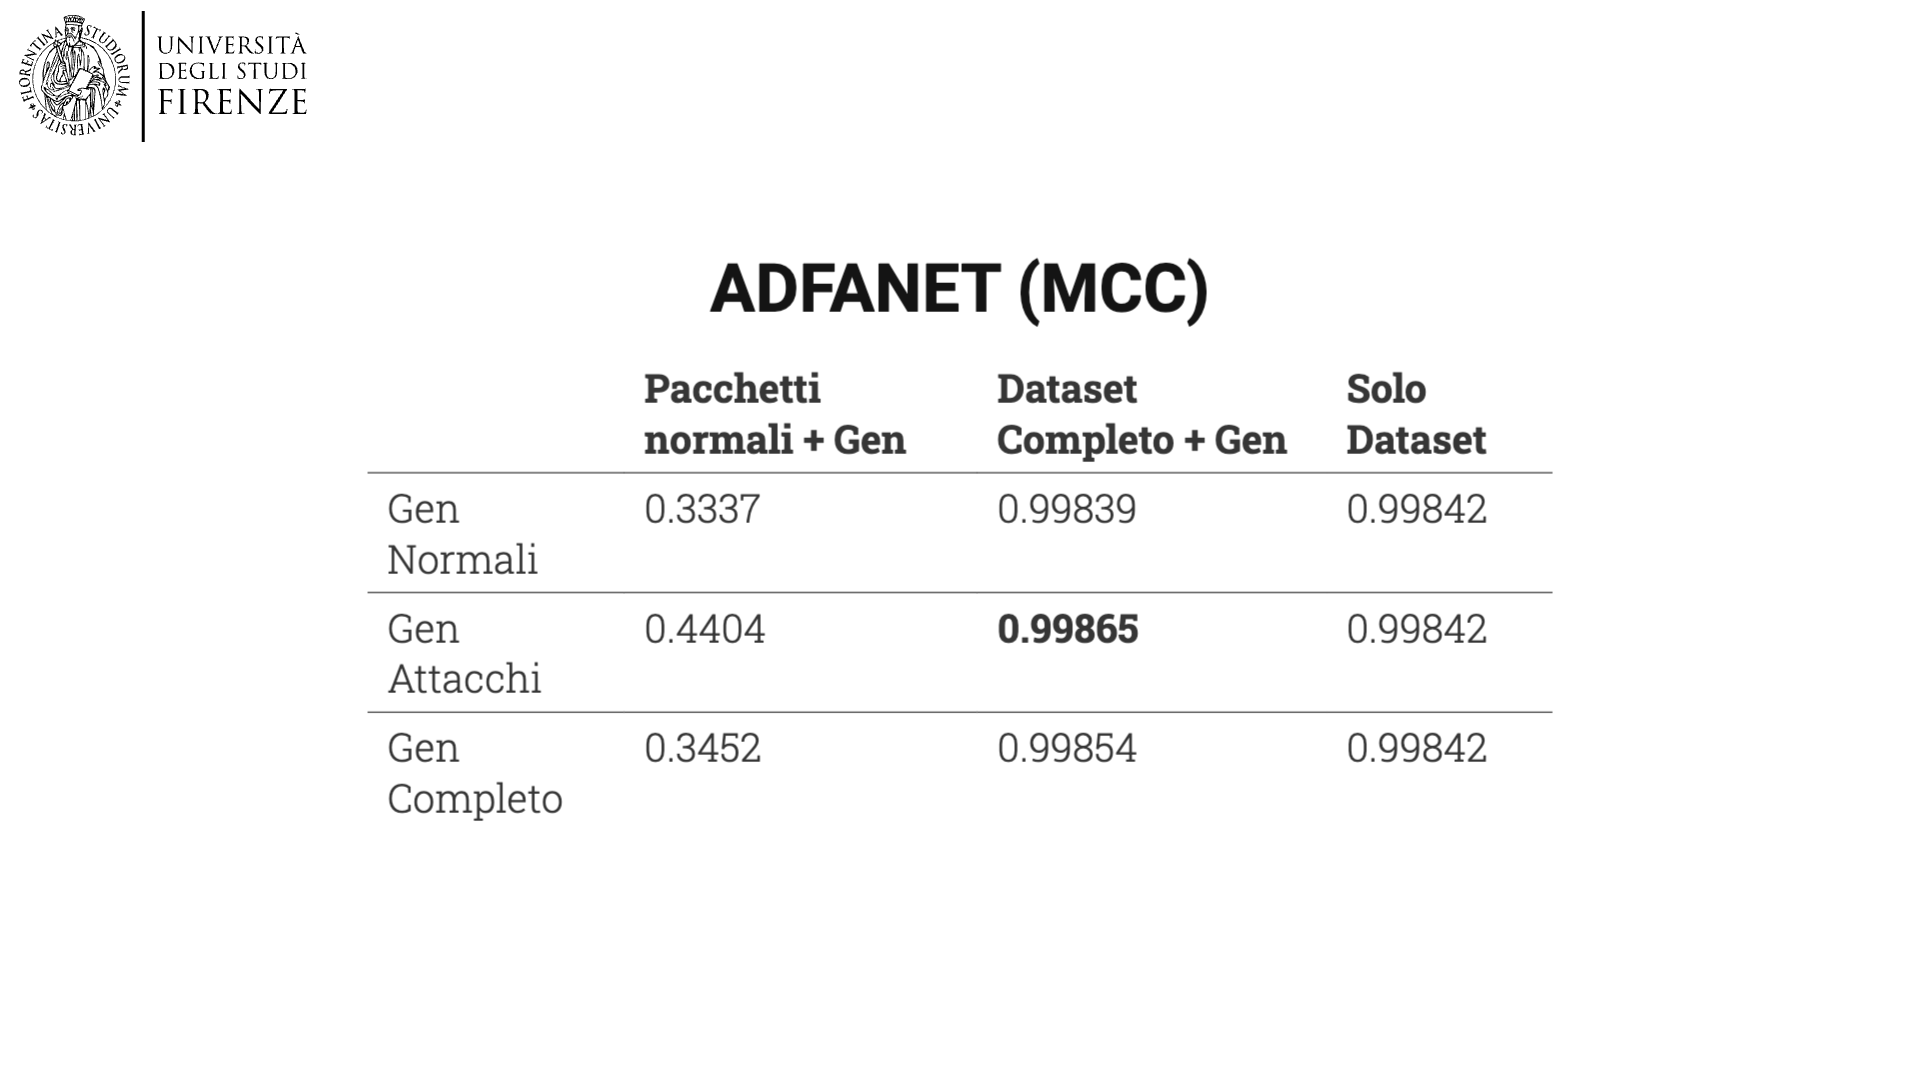 FLORENTINA STUDIORUM UNIVERSITAS
UNIVERSITÀ
DEGLI STUDI
FIRENZE
ADFANET (MCC)
Pacchetti normali + Gen
Dataset Completo + Gen
Solo Dataset
Gen Normali
0.3337
0.99839
0.99842
Gen Attacchi
0.4404
0.99865
0.99842
Gen Completo
0.3452
0.99854
0.99842